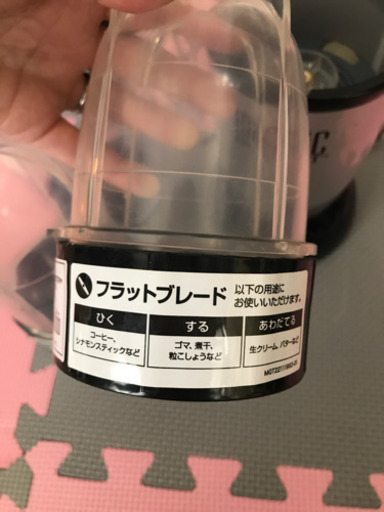 フラットブレード
以下の用途に
お使いいただけます。
ひく
コーヒー、
シナモンスティックなど
する
ゴマ、煮干、
粒こしょうなど
あわだてる
生クリーム、バターなど